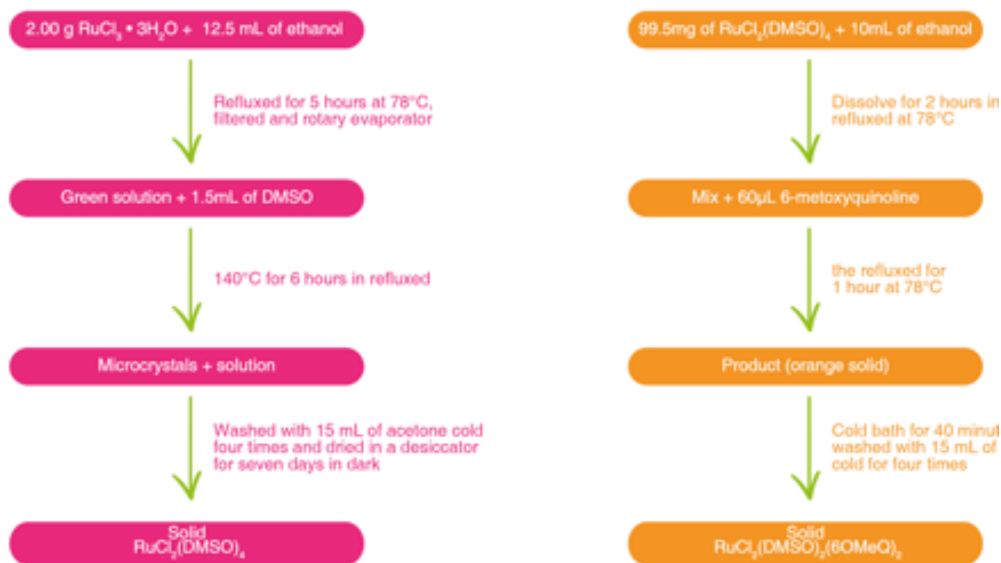 2.00 g RuCl₃ • 3H₂O + 12.5 mL of ethanol
Refluxed for 5 hours at 78°C,
filtered and rotary evaporator
Green solution + 1.5mL of DMSO
140°C for 6 hours in refluxed
Microcrystals + solution
Washed with 15 mL of acetone cold
four times and dried in a desiccator
for seven days in dark
Solid
RuCl₂(DMSO)₄
99.5mg of RuCl₂(DMSO)₄ + 10mL of ethanol
Dissolve for 2 hours in
refluxed at 78°C
Mix + 60µL 6-metoxyquinoline
the refluxed for
1 hour at 78°C
Product (orange solid)
Cold bath for 40 minut
washed with 15 mL of
cold for four times
Solid
RuCl₂(DMSO)₂(6OMeQ)₂